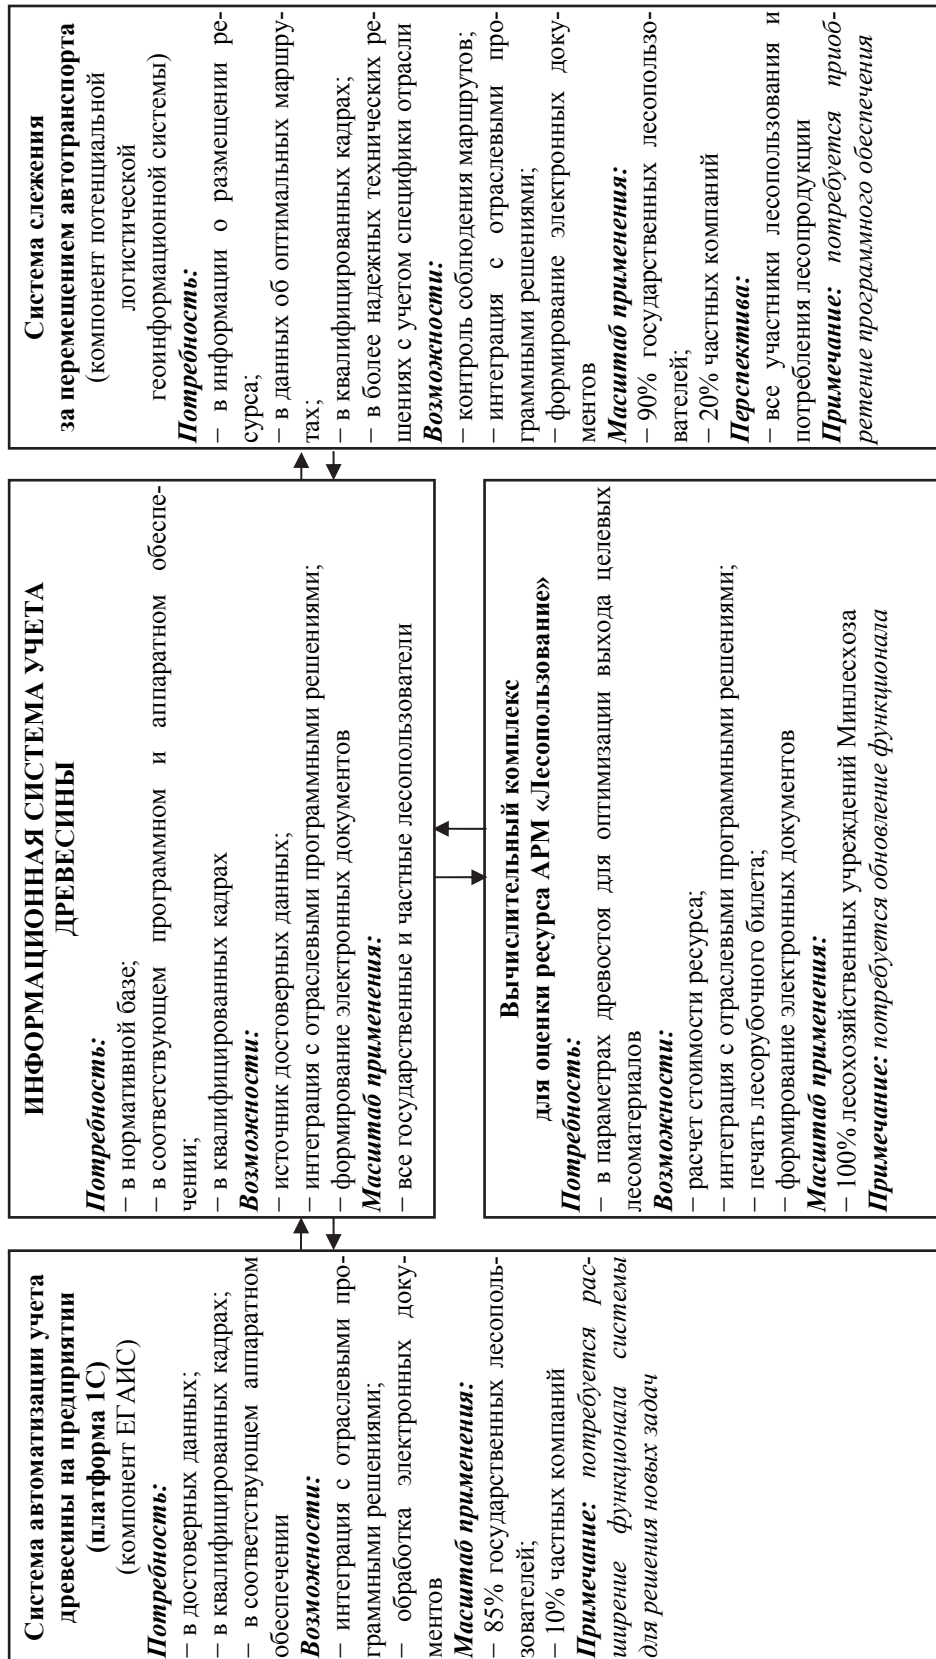 Система автоматизации учета
древесины на предприятии
(платформа 1С)
(компонент ЕГАИС)
Потребность:
– в достоверных данных;
– в квалифицированных кадрах;
– в соответствующем аппаратном
обеспечении
Возможности:
– интеграция с отраслевыми про-
граммными решениями;
– обработка электронных доку-
ментов
Масштаб применения:
– 85% государственных лесополь-
зователей;
– 10% частных компаний
Примечание: потребуется рас-
ширение функционала системы
для решения новых задач
ИНФОРМАЦИОННАЯ СИСТЕМА УЧЕТА
ДРЕВЕСИНЫ
Потребность:
– в нормативной базе;
– в соответствующем программном и аппаратном обеспе-
чении;
– в квалифицированных кадрах
Возможности:
– источник достоверных данных;
– интеграция с отраслевыми программными решениями;
– формирование электронных документов
Масштаб применения:
– все государственные и частные лесопользователи
Вычислительный комплекс
для оценки ресурса АРМ «Лесопользование»
Потребность:
– в параметрах древостоя для оптимизации выхода целевых
лесоматериалов
Возможности:
– расчет стоимости ресурса;
– интеграция с отраслевыми программными решениями;
– печать лесорубочного билета;
– формирование электронных документов
Масштаб применения:
– 100% лесохозяйственных учреждений Минлесхоза
Примечание: потребуется обновление функционала
Система слежения
за перемещением автотранспорта
(компонент потенциальной
логистической
геоинформационной системы)
Потребность:
– в информации о размещении ре-
сурса;
– в данных об оптимальных маршру-
тах;
– в квалифицированных кадрах;
– в более надежных технических ре-
шениях с учетом специфики отрасли
Возможности:
– контроль соблюдения маршрутов;
– интеграция с отраслевыми про-
граммными решениями;
– формирование электронных доку-
ментов
Масштаб применения:
– 90% государственных лесопользо-
вателей;
– 20% частных компаний
Перспектива:
– все участники лесопользования и
потребления лесопродукции
Примечание: потребуется приоб-
ретение программного обеспечения